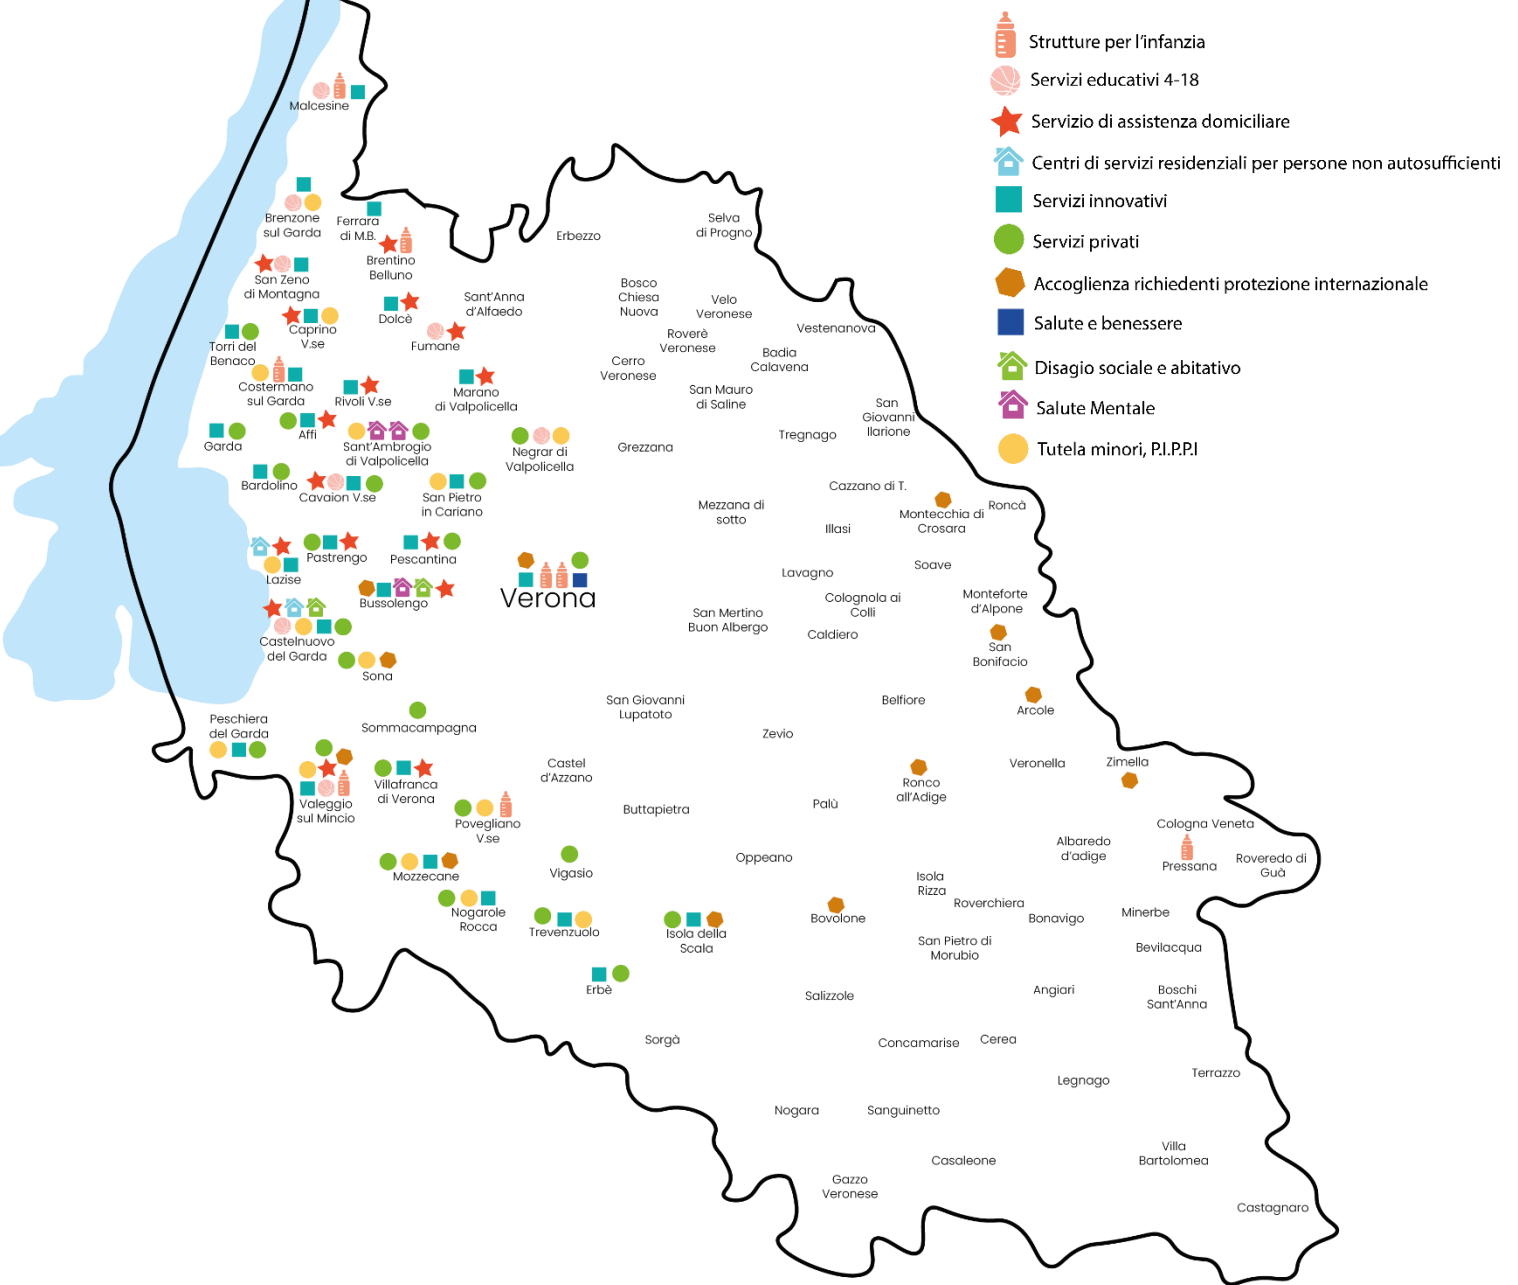 Strutture per l'infanzia
Servizi educativi 4-18
Servizio di assistenza domiciliare
Centri di servizi residenziali per persone non autosufficienti
Servizi innovativi
Servizi privati
Accoglienza richiedenti protezione internazionale
Salute e benessere
Disagio sociale e abitativo
Salute Mentale
Tutela minori, P.I.P.P.I
Malcesine
Brenzone
sul Garda
Ferrara
di M.B.
Brentino
Belluno
Erbezzo
Selva
di Progno
San Zeno
di Montagna
Dolcè
Sant'Anna
d'Alfaedo
Bosco
Chiesa
Nuova
Velo
Veronese
Vestenanova
Caprino
V.se
Torri del
Benaco
Fumane
Roverè
Veronese
Cerro
Veronese
Badia
Calavena
Costermano
sul Garda
Rivoli V.se
Marano
di Valpolicella
San Mauro
di Saline
San
Giovanni
Ilarione
Affi
Garda
Sant'Ambrogio
di Valpolicella
Negrar di
Valpolicella
Grezzana
Tregnago
Bardolino
Cavaion V.se
San Pietro
in Cariano
Mezzana di
sotto
Cazzano di T.
Illasi
Montecchia di
Crosara
Roncà
Pastrengo
Pescantina
Lazise
Bussolengo
Verona
Lavagno
Soave
Colognola ai
Colli
Monteforte
d'Alpone
San Mertino
Buon Albergo
Caldiero
Castelnuovo
del Garda
San
Bonifacio
Sona
Sommacampagna
San Giovanni
Lupatoto
Belfiore
Arcole
Peschiera
del Garda
Zevio
Castel
d'Azzano
Veronella
Zimella
Valeggio
sul Mincio
Villafranca
di Verona
Ronco
all'Adige
Palù
Buttapietra
Povegliano
V.se
Cologna Veneta
Albaredo
d'adige
Pressana
Roveredo di
Guà
Oppeano
Mozzecane
Vigasio
Isola
Rizza
Roverchiera
Nogarole
Rocca
Trevenzuolo
Isola della
Scala
Bovolone
Bonavigo
Minerbe
San Pietro di
Morubio
Bevilacqua
Erbè
Salizzole
Angiari
Boschi
Sant'Anna
Sorgà
Concamarise
Cerea
Legnago
Terrazzo
Nogara
Sanguinetto
Casaleone
Villa
Bartolomea
Gazzo
Veronese
Castagnaro